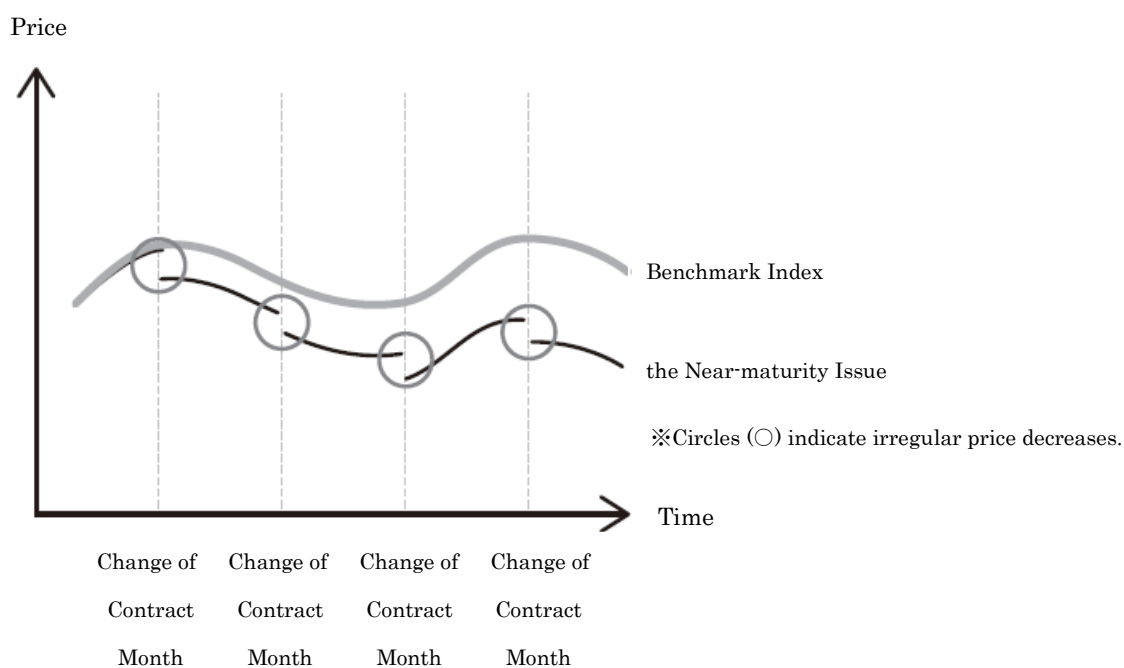 Price
Benchmark Index
the Near-maturity Issue
※Circles (○) indicate irregular price decreases.
Time
Change of Contract Month
Change of Contract Month
Change of Contract Month
Change of Contract Month